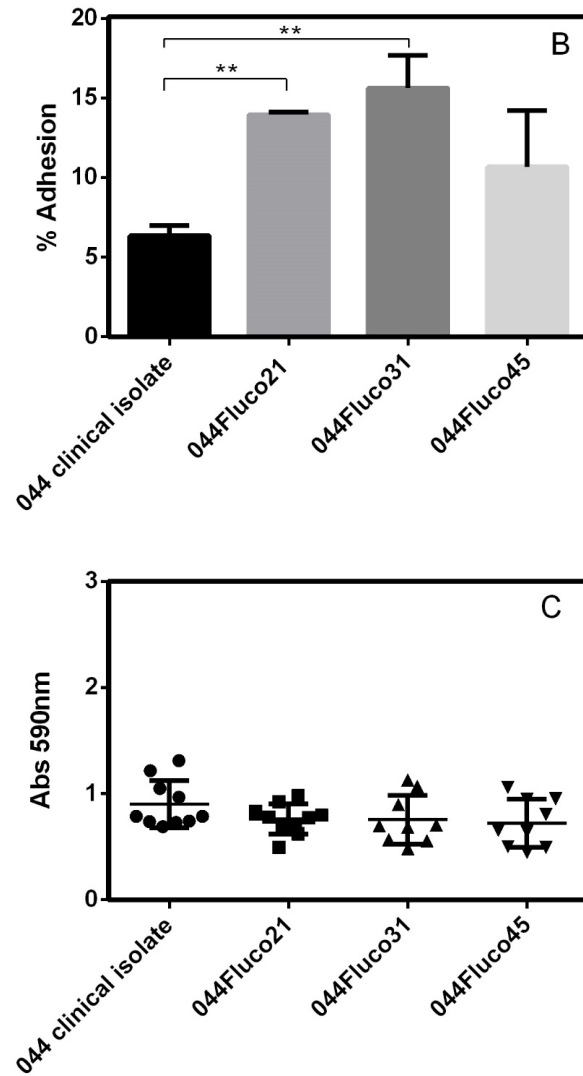 B
20
15
10
5
0
% Adhesion
**
**
044 clinical isolate
044Fluco21
044Fluco31
044Fluco45
C
3
2
1
0
Abs 590nm
044 clinical isolate
044Fluco21
044Fluco31
044Fluco45